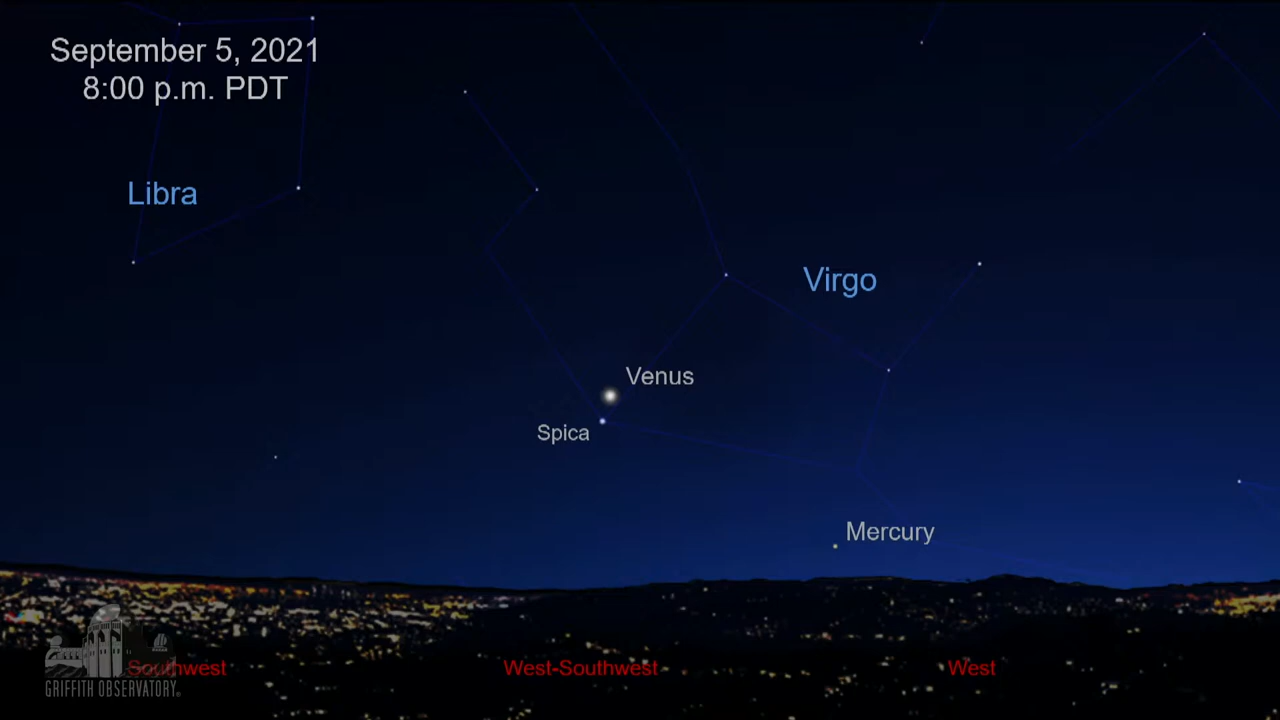 September 5, 2021
8:00 p.m. PDT
Libra
Virgo
Venus
Spica
Mercury
Southwest
West-Southwest
West
GRIFFITH OBSERVATORY